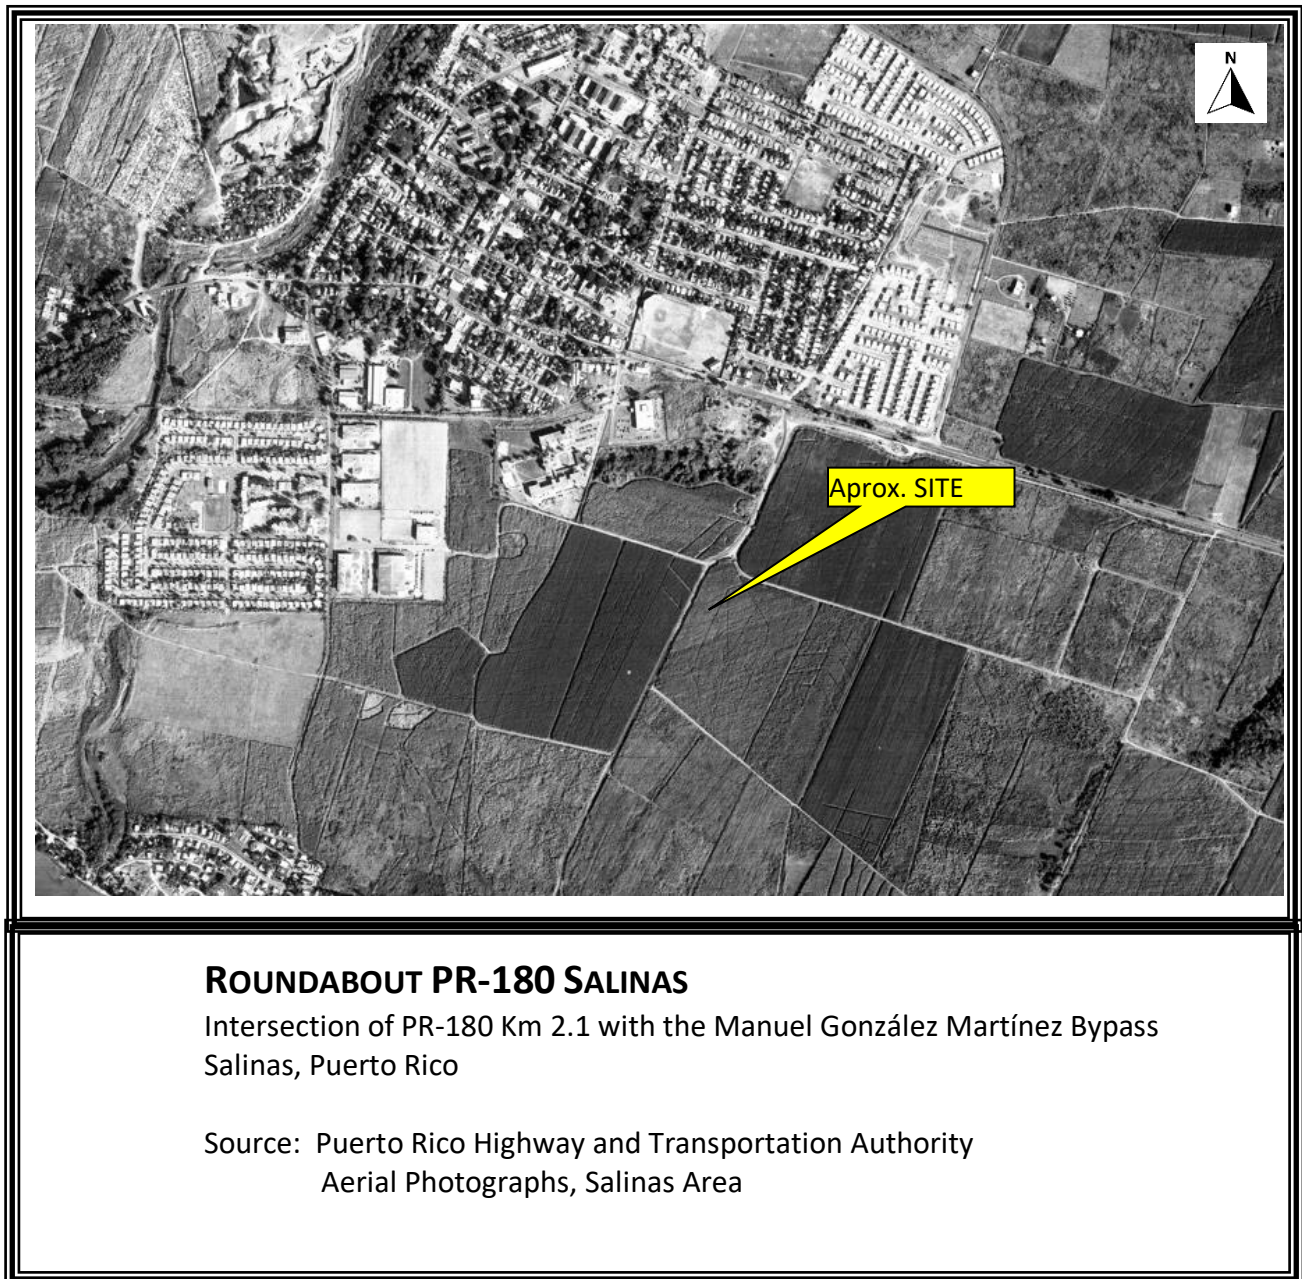 N
Aprox. SITE
ROUNDABOUT PR-180 SALINAS
Intersection of PR-180 Km 2.1 with the Manuel González Martínez Bypass
Salinas, Puerto Rico
Source: Puerto Rico Highway and Transportation Authority
Aerial Photographs, Salinas Area